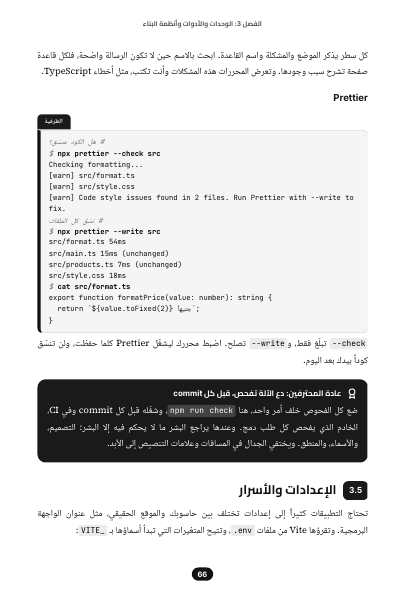 الفصل 3: الوحدات والأدوات وأنظمة البناء
كل سطر يذكر الموضع والمشكلة واسم القاعدة. ابحث بالاسم حين لا تكون الرسالة واضحة، فلكل قاعدة
صفحة تشرح سبب وجودها. وتعرض المحررات هذه المشكلات وأنت تكتب، مثل أخطاء TypeScript.
Prettier
الطرفية
# هل الكود منسّق؟
$ npx prettier --check src
Checking formatting...
[warn] src/format.ts
[warn] src/style.css
[warn] Code style issues found in 2 files. Run Prettier with --write to
fix.
# نسّق كل الملفات
$ npx prettier --write src
src/format.ts 54ms
src/main.ts 15ms (unchanged)
src/products.ts 7ms (unchanged)
src/style.css 18ms
$ cat src/format.ts
export function formatPrice(value: number): string {
return `${value.toFixed(2)} جنيها`;
}
--check تبلّغ فقط، و --write تصلح. اضبط محررك ليشغّل Prettier كلما حفظت، ولن تنسّق
كوداً بيدك بعد اليوم.
عادة المحترفين: دع الآلة تفحص، قبل كل commit
ضع كل الفحوص خلف أمر واحد، هنا npm run check، وشغّله قبل كل commit وفي CI،
الخادم الذي يفحص كل طلب دمج. وعندها يراجع البشر ما لا يحكم فيه إلا البشر: التصميم،
والأسماء، والمنطق. ويختفي الجدال في المسافات وعلامات التنصيص إلى الأبد.
3.5 الإعدادات والأسرار
تحتاج التطبيقات كثيراً إلى إعدادات تختلف بين حاسوبك والموقع الحقيقي، مثل عنوان الواجهة
البرمجية. وتقرؤها Vite من ملفات .env، وتتيح المتغيرات التي تبدأ أسماؤها بـ VITE_:
66